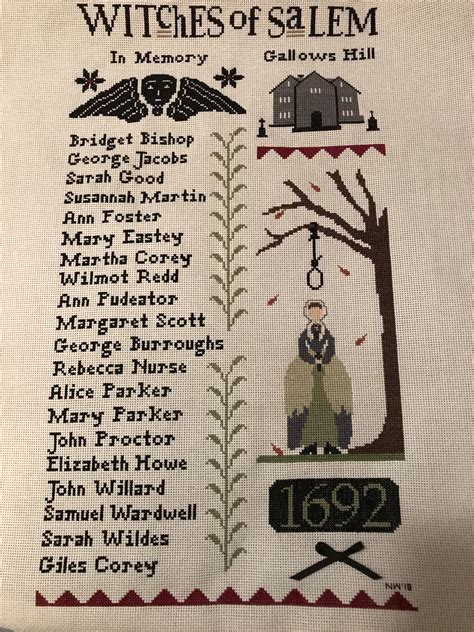 WITChES of SaLEM
In Memory
Gallows Hill
Bridget Bishop
George Jacobs
Sarah Good
Susannah Martin
Ann Foster
Mary Eastey
Martha Corey
Wilmot Redd
Ann Pudeator
Margaret Scott
George Burroughs
Rebecca Nurse
Alice Parker
Mary Parker
John Proctor
Elizabeth Howe
John Willard
Samuel Wardwell
Sarah Wildes
Giles Corey
1692
NW'18